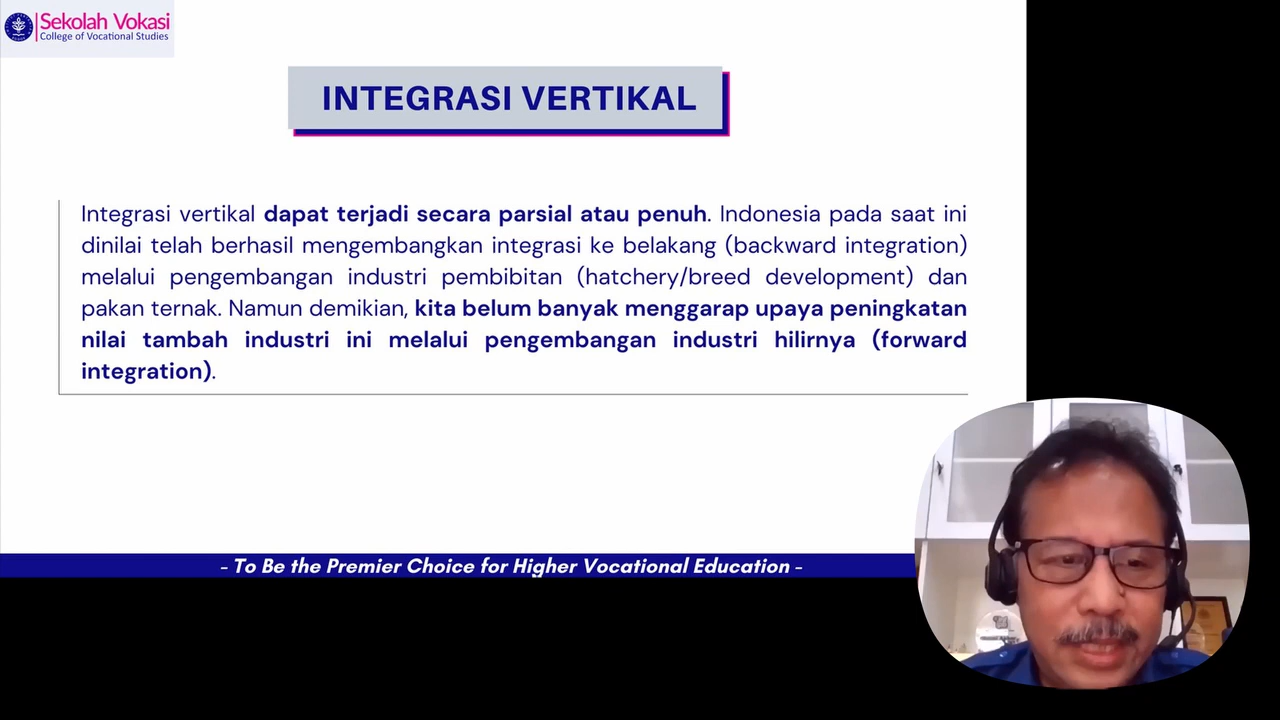 Sekolah Vokasi
College of Vocational Studies
INTEGRASI VERTIKAL
Integrasi vertikal dapat terjadi secara parsial atau penuh. Indonesia pada saat ini
dinilai telah berhasil mengembangkan integrasi ke belakang (backward integration)
melalui pengembangan industri pembibitan (hatchery/breed development) dan
pakan ternak. Namun demikian, kita belum banyak menggarap upaya peningkatan
nilai tambah industri ini melalui pengembangan industri hilirnya (forward
integration).
- To Be the Premier Choice for Higher Vocational Education -